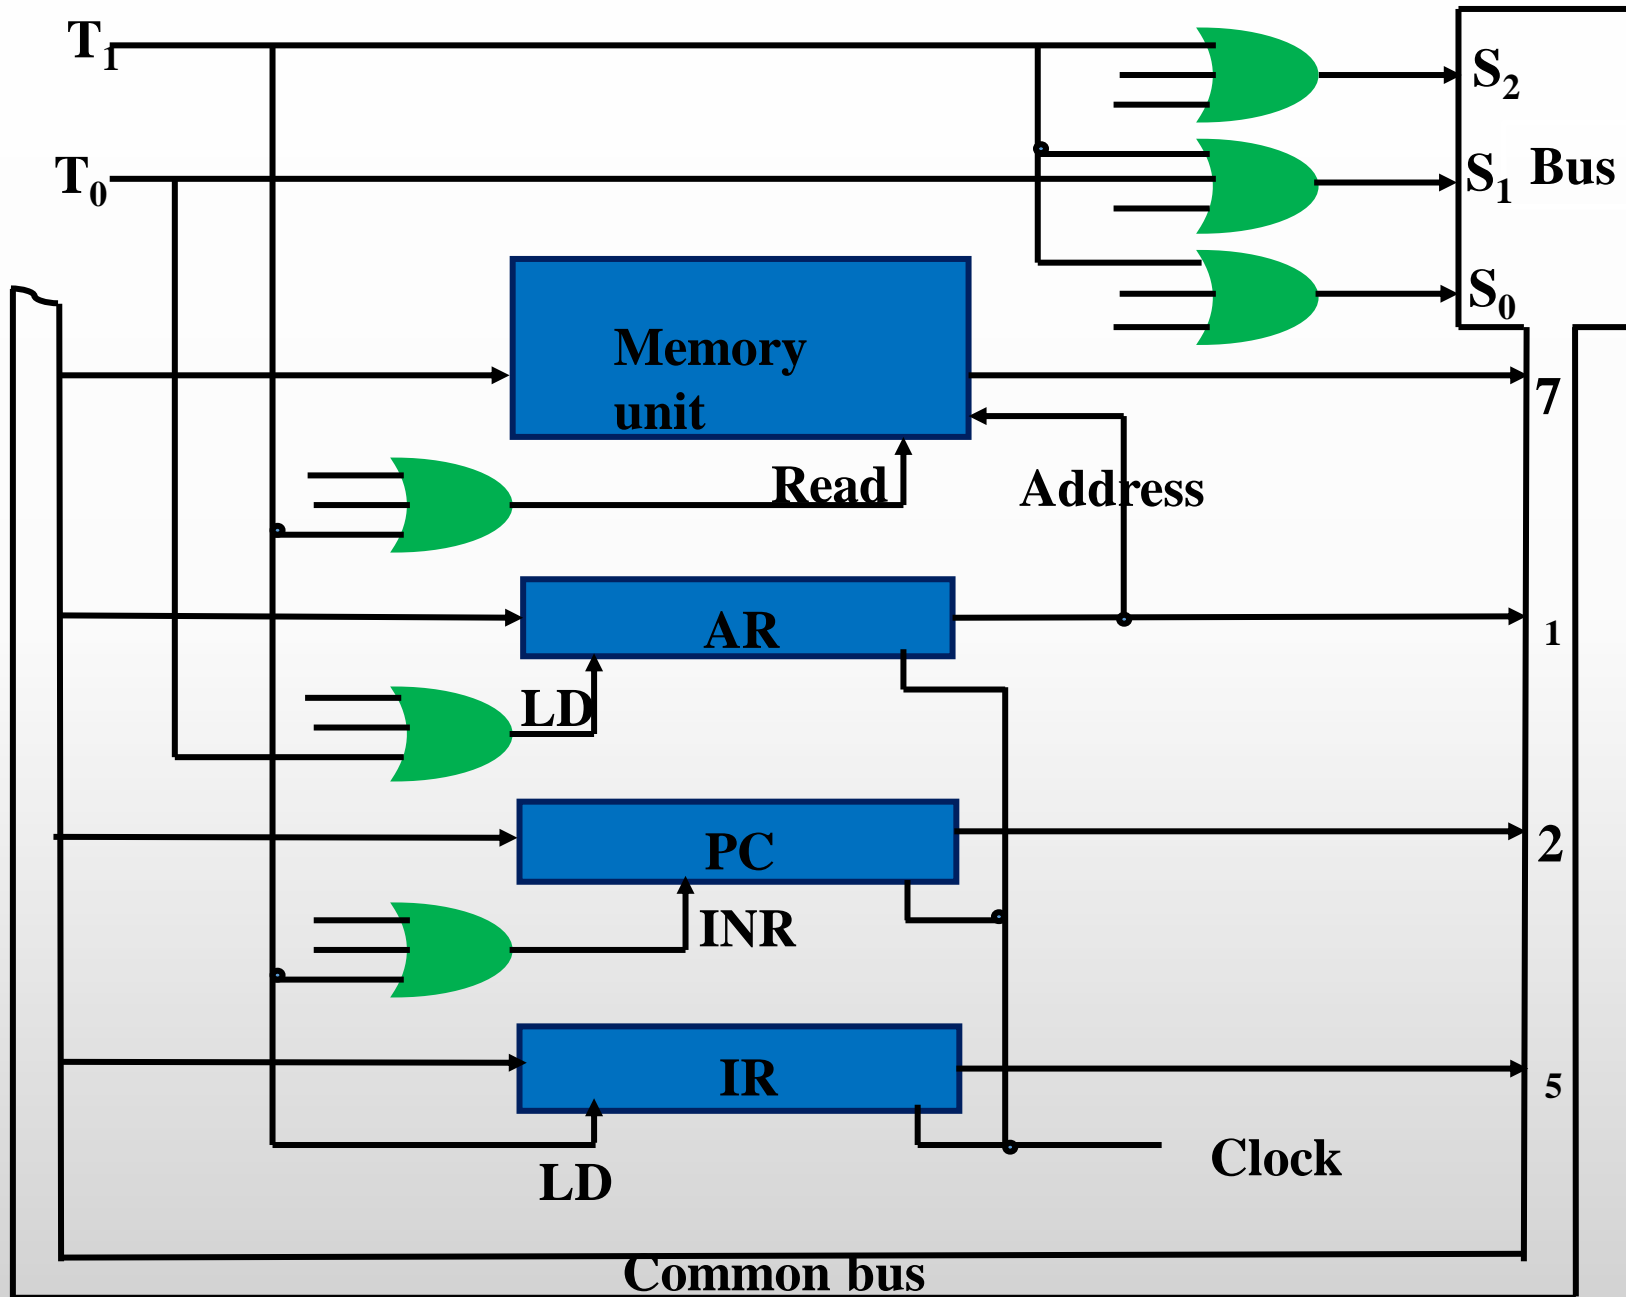 T₁
S₂
T₀
S₁ Bus
S₀
Memory
unit
7
Read
Address
AR
1
LD
PC
2
INR
IR
5
Clock
LD
Common bus